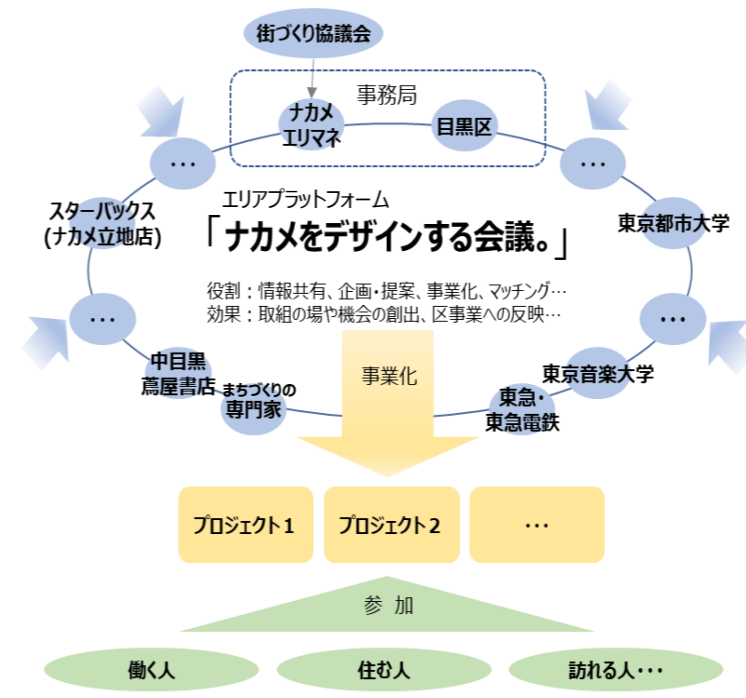 街づくり協議会
事務局
ナカメ
エリマネ
目黒区
…
…
スターバックス
(ナカメ立地店)
エリアプラットフォーム
「ナカメをデザインする会議。」
東京都市大学
役割：情報共有、企画・提案、事業化、マッチング…
効果：取組の場や機会の創出、区事業への反映…
…
…
中目黒
蔦屋書店
まちづくりの
専門家
事業化
東急・
東急電鉄
東京音楽大学
プロジェクト1
プロジェクト2
…
参 加
働く人
住む人
訪れる人・・・